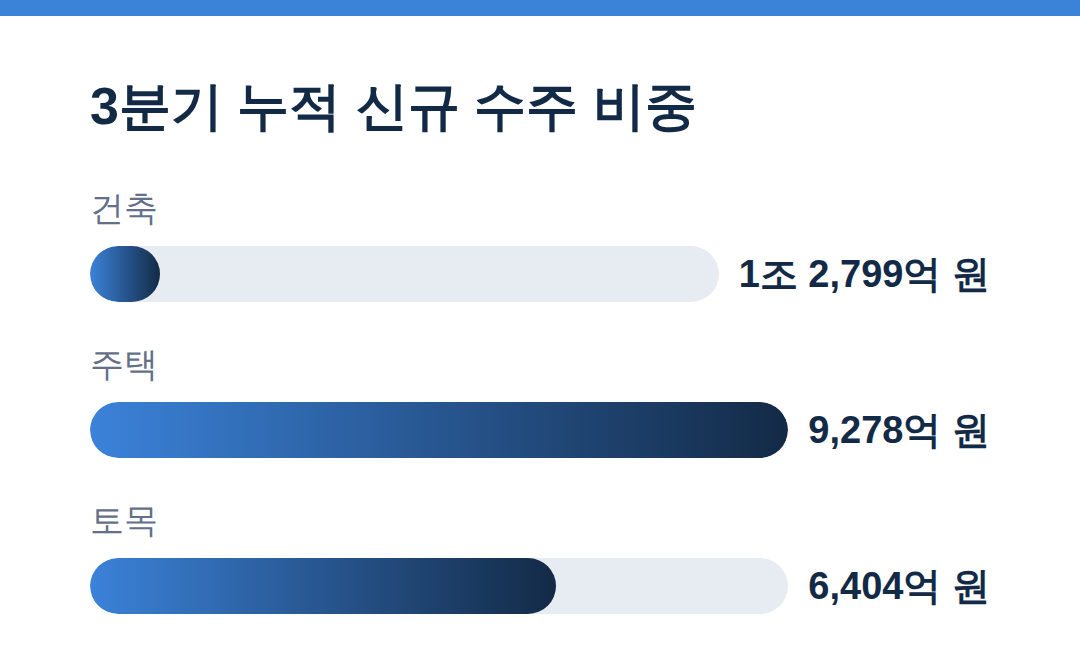 3분기 누적 신규 수주 비중
건축
1조 2,799억 원
주택
9,278억 원
토목
6,404억 원